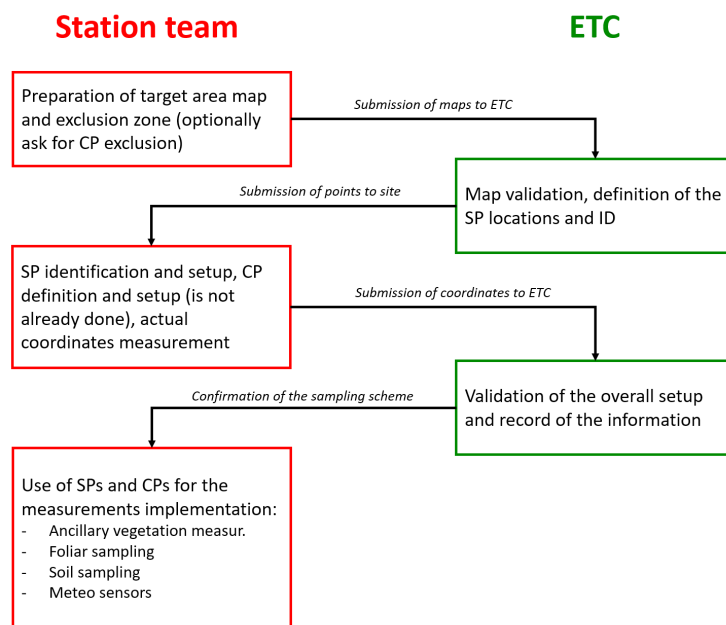 Station team
ETC
Preparation of target area map
and exclusion zone (optionally
ask for CP exclusion)
Submission of maps to ETC
Map validation, definition of the
SP locations and ID
Submission of points to site
SP identification and setup, CP
definition and setup (is not
already done), actual
coordinates measurement
Submission of coordinates to ETC
Validation of the overall setup
and record of the information
Confirmation of the sampling scheme
Use of SPs and CPs for the
measurements implementation:
- Ancillary vegetation measur.
- Foliar sampling
- Soil sampling
- Meteo sensors